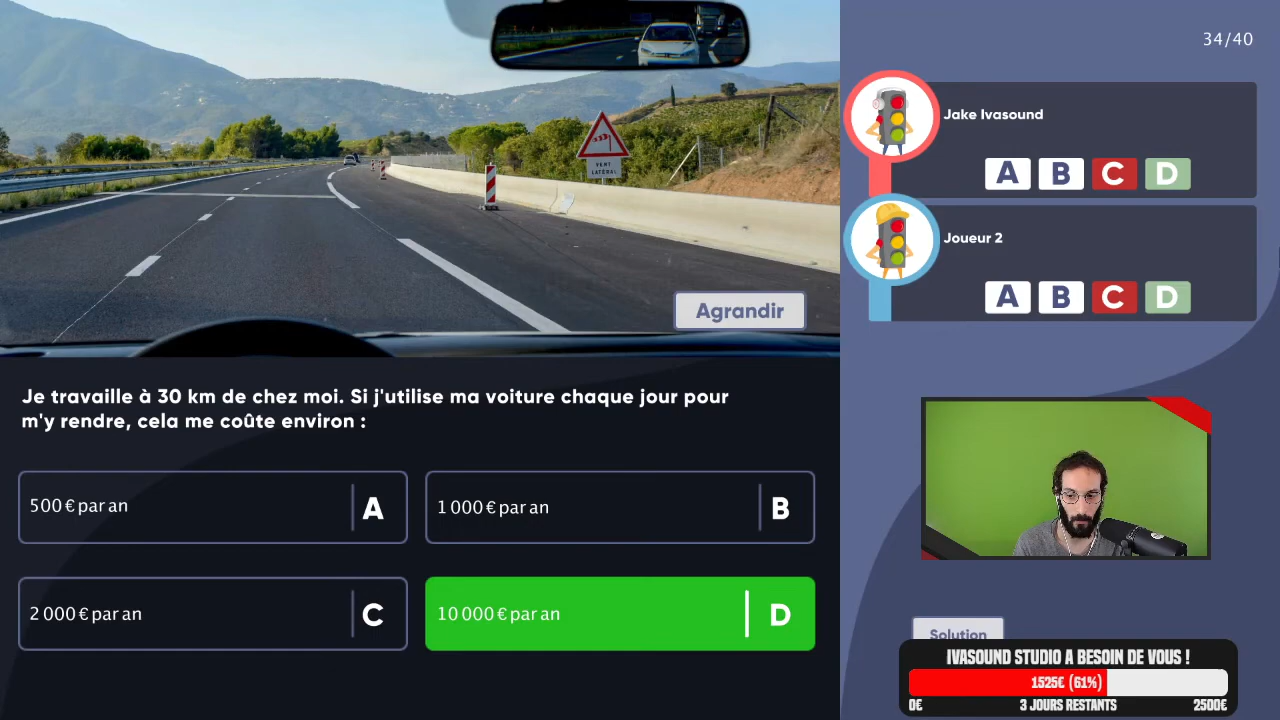 34/40
VENT
LATÉRAL
Agrandir
Jake Ivasound
A B C D
Joueur 2
A B C D
Je travaille à 30 km de chez moi. Si j'utilise ma voiture chaque jour pour
m'y rendre, cela me coûte environ :
500 € par an A
1 000 € par an B
2 000 € par an C
10 000 € par an D
Solution
IVASOUND STUDIO A BESOIN DE VOUS !
1525€ (61%)
0€ 3 JOURS RESTANTS 2500€